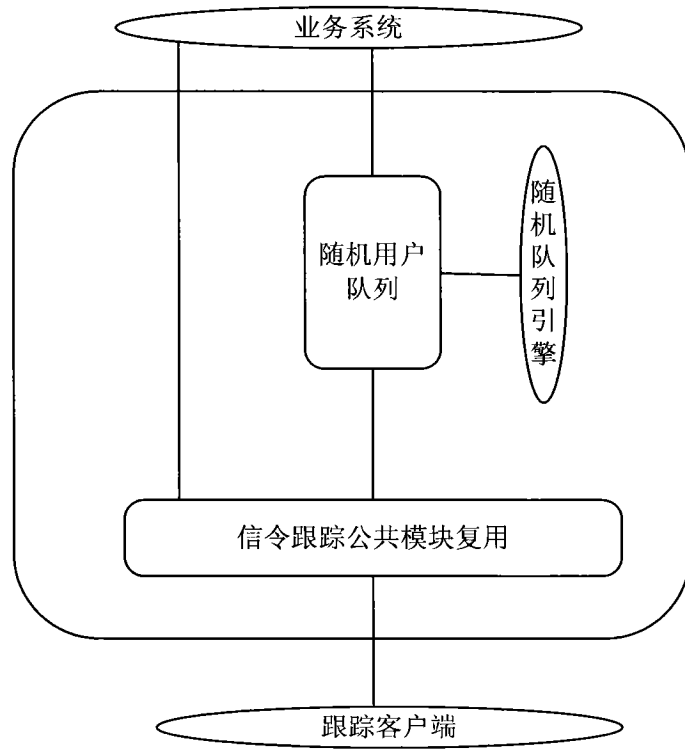 业务系统
随机用户
队列
随机队列引擎
信令跟踪公共模块复用
跟踪客户端